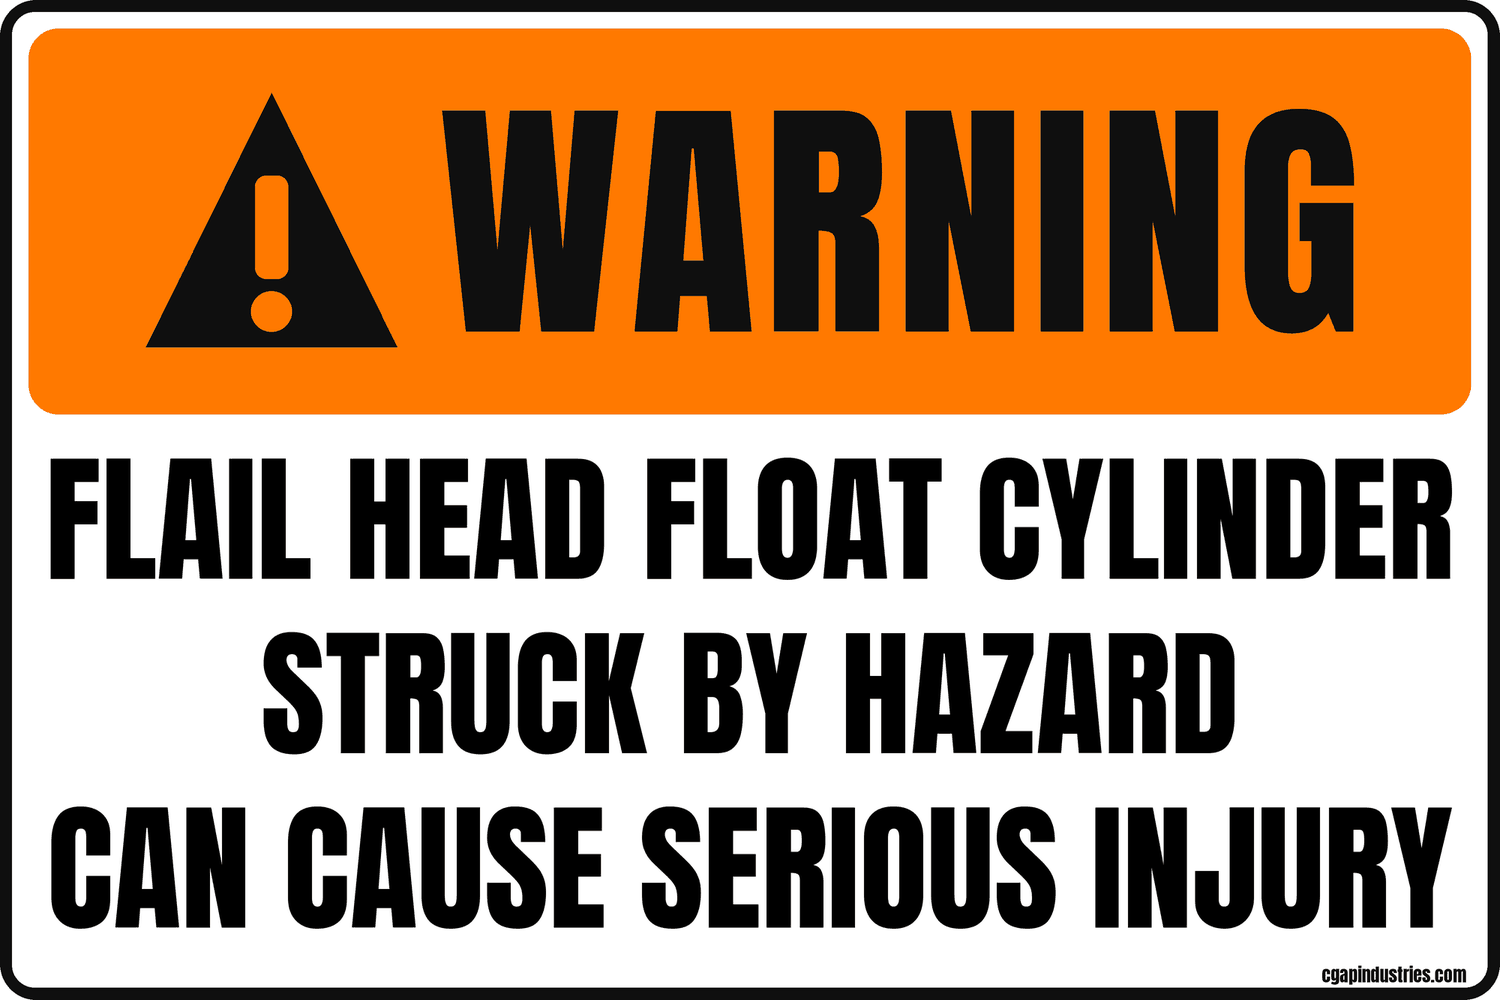 WARNING
FLAIL HEAD FLOAT CYLINDER
STRUCK BY HAZARD
CAN CAUSE SERIOUS INJURY
cgapindustries.com